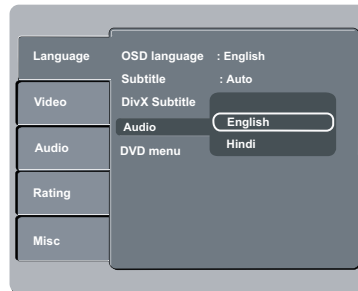 Language
Video
Audio
Rating
Misc
OSD language : English
Subtitle : Auto
DivX Subtitle
Audio
DVD menu
English
Hindi